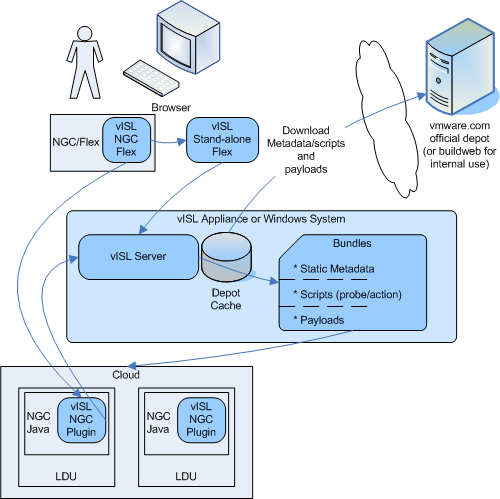 Browser
NGC/Flex
vISL
NGC
Flex
vISL
Stand-alone
Flex
Download
Metadata/scripts
and
payloads
vmware.com
official depot
(or buildweb for
internal use)
vISL Appliance or Windows System
vISL Server
Depot
Cache
Bundles
* Static Metadata
* Scripts (probe/action)
* Payloads
Cloud
NGC
Java
vISL
NGC
Plugin
LDU
NGC
Java
vISL
NGC
Plugin
LDU